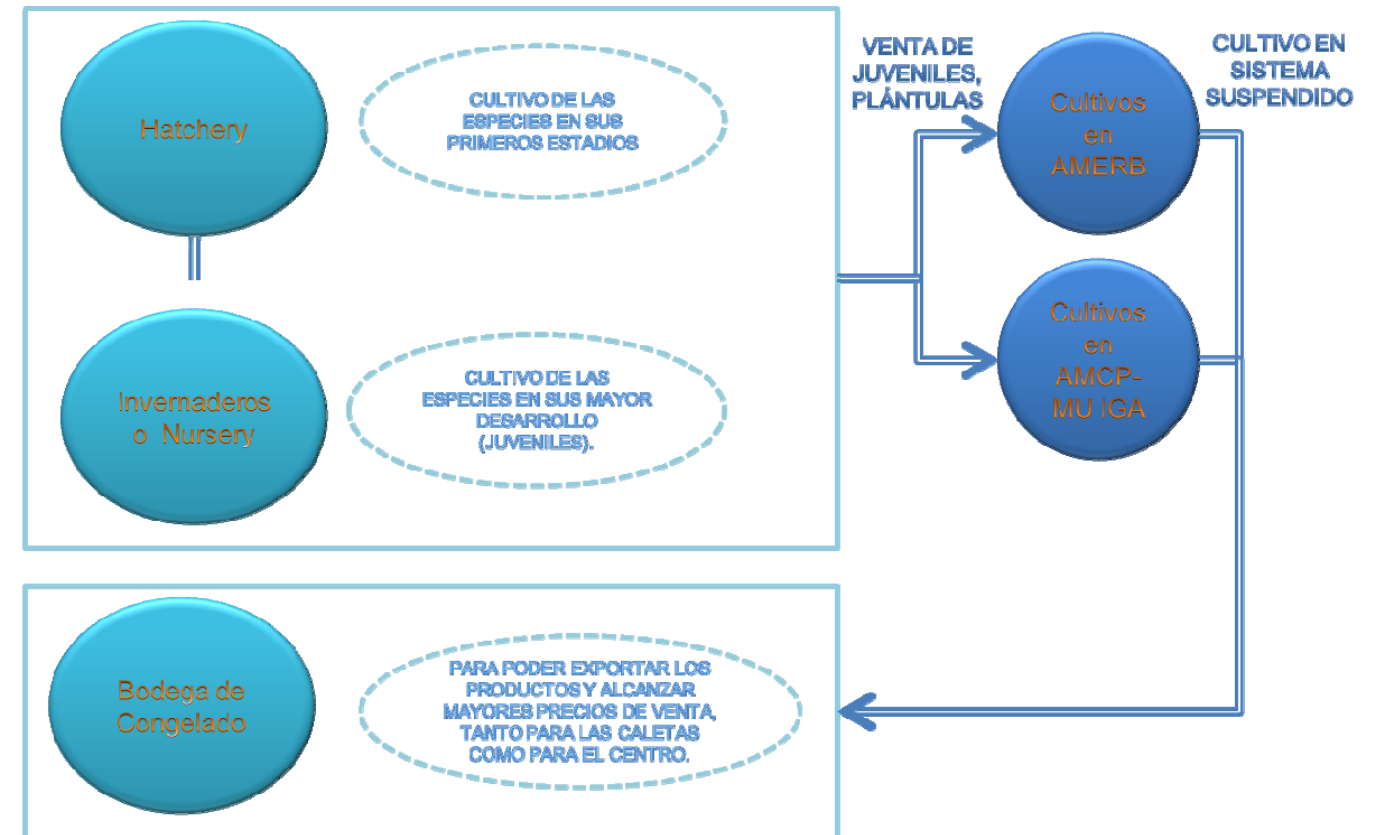 Hatchery
CULTIVO DE LAS
ESPECIES EN SUS
PRIMEROS ESTADIOS
Invernaderos
o Nursery
CULTIVO DE LAS
ESPECIES EN SUS MAYOR
DESARROLLO
(JUVENILES).
VENTA DE
JUVENILES,
PLÁNTULAS
Cultivos
en
AMERB
CULTIVO EN
SISTEMA
SUSPENDIDO
Cultivos
en
AMCP-
MU IGA
Bodega de
Congelado
PARA PODER EXPORTAR LOS
PRODUCTOS Y ALCANZAR
MAYORES PRECIOS DE VENTA,
TANTO PARA LAS CALETAS
COMO PARA EL CENTRO.